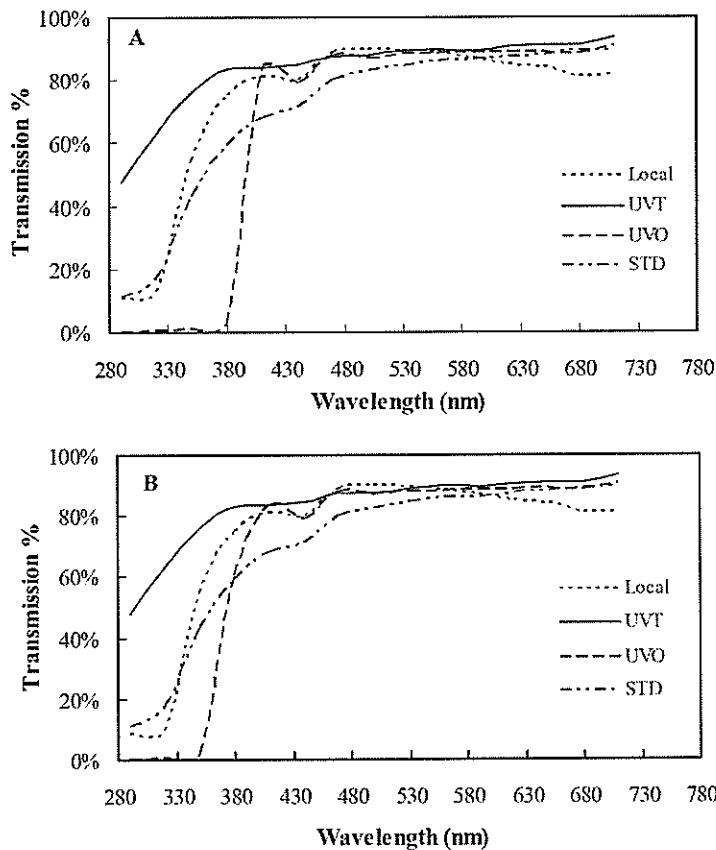 A
100%
80%
60%
40%
20%
0%
Transmission %
Local
UVT
UVO
STD
280 330 380 430 480 530 580 630 680 730 780
Wavelength (nm)
B
100%
80%
60%
40%
20%
0%
Transmission %
Local
UVT
UVO
STD
280 330 380 430 480 530 580 630 680 730 780
Wavelength (nm)